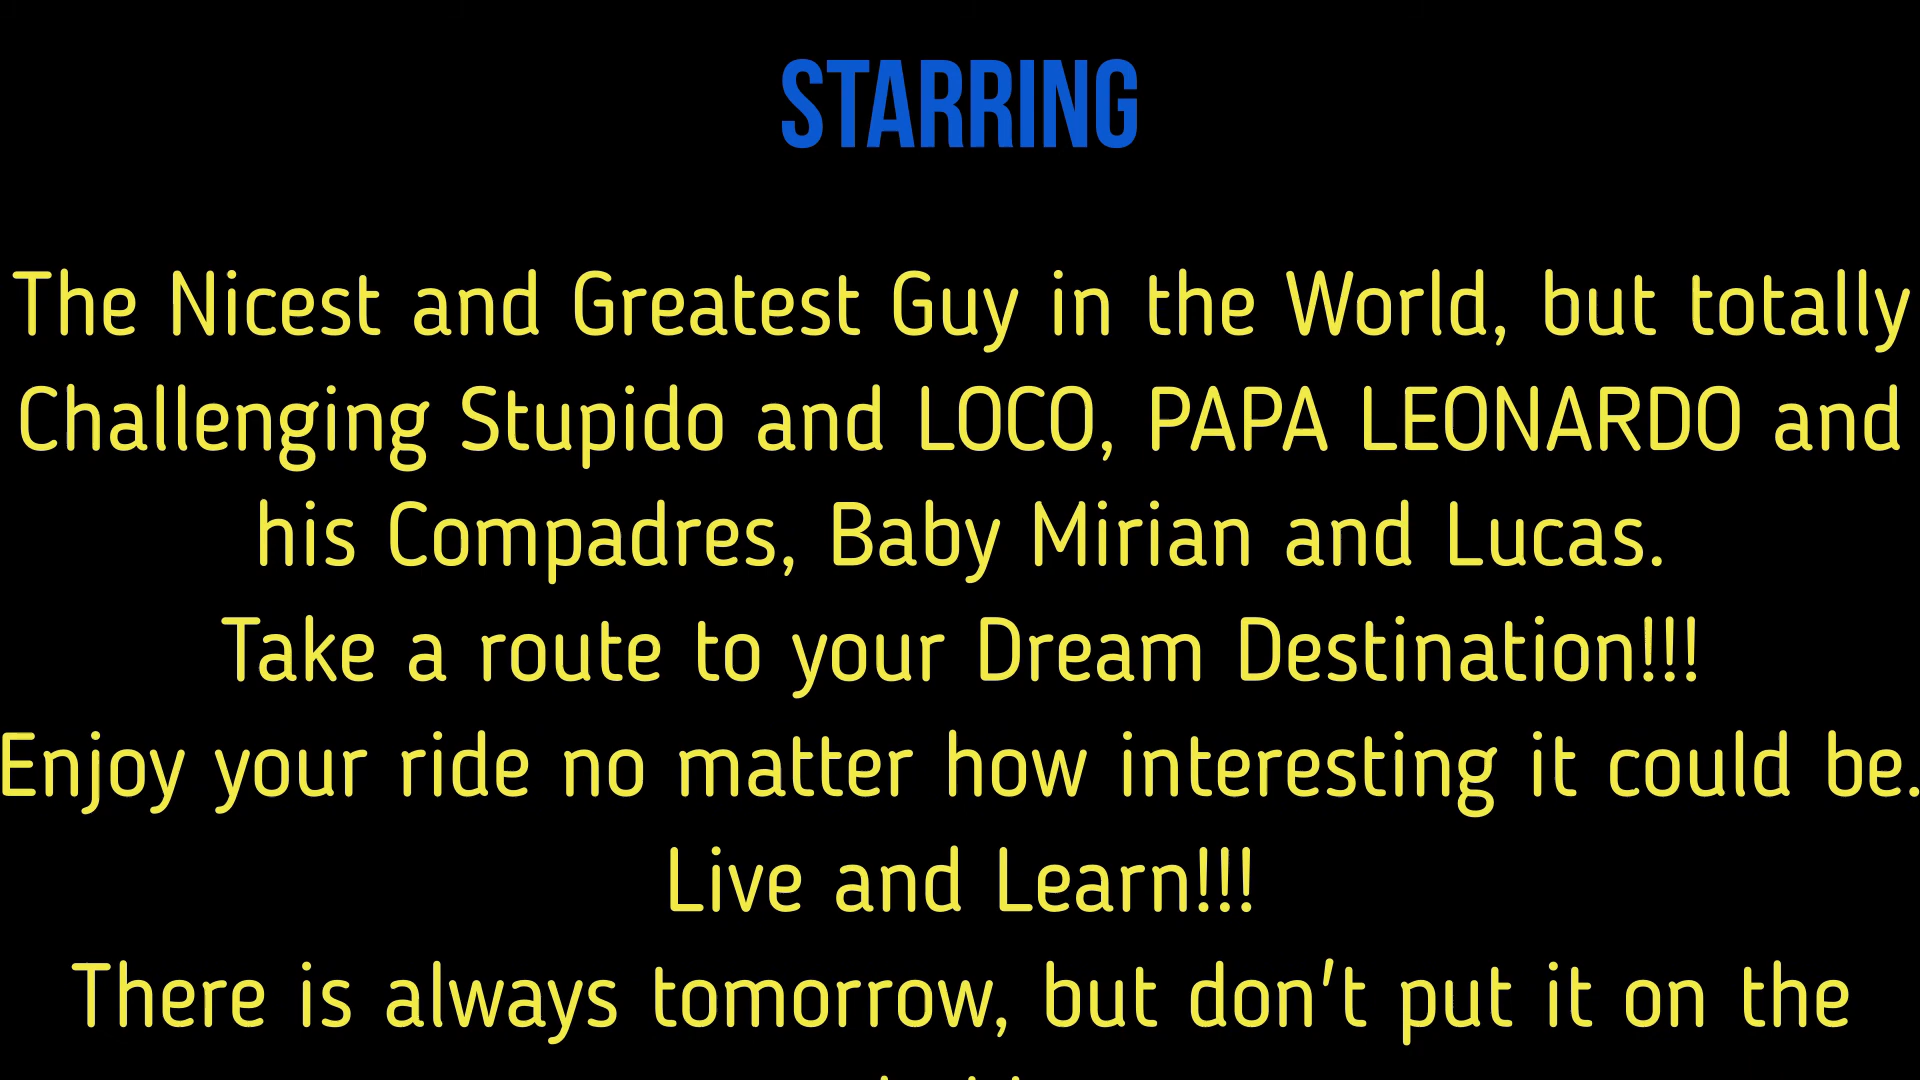 STARRING
The Nicest and Greatest Guy in the World, but totally
Challenging Stupido and LOCO, PAPA LEONARDO and
his Compadres, Baby Mirian and Lucas.
Take a route to your Dream Destination!!!
Enjoy your ride no matter how interesting it could be.
Live and Learn!!!
There is always tomorrow, but don't put it on the